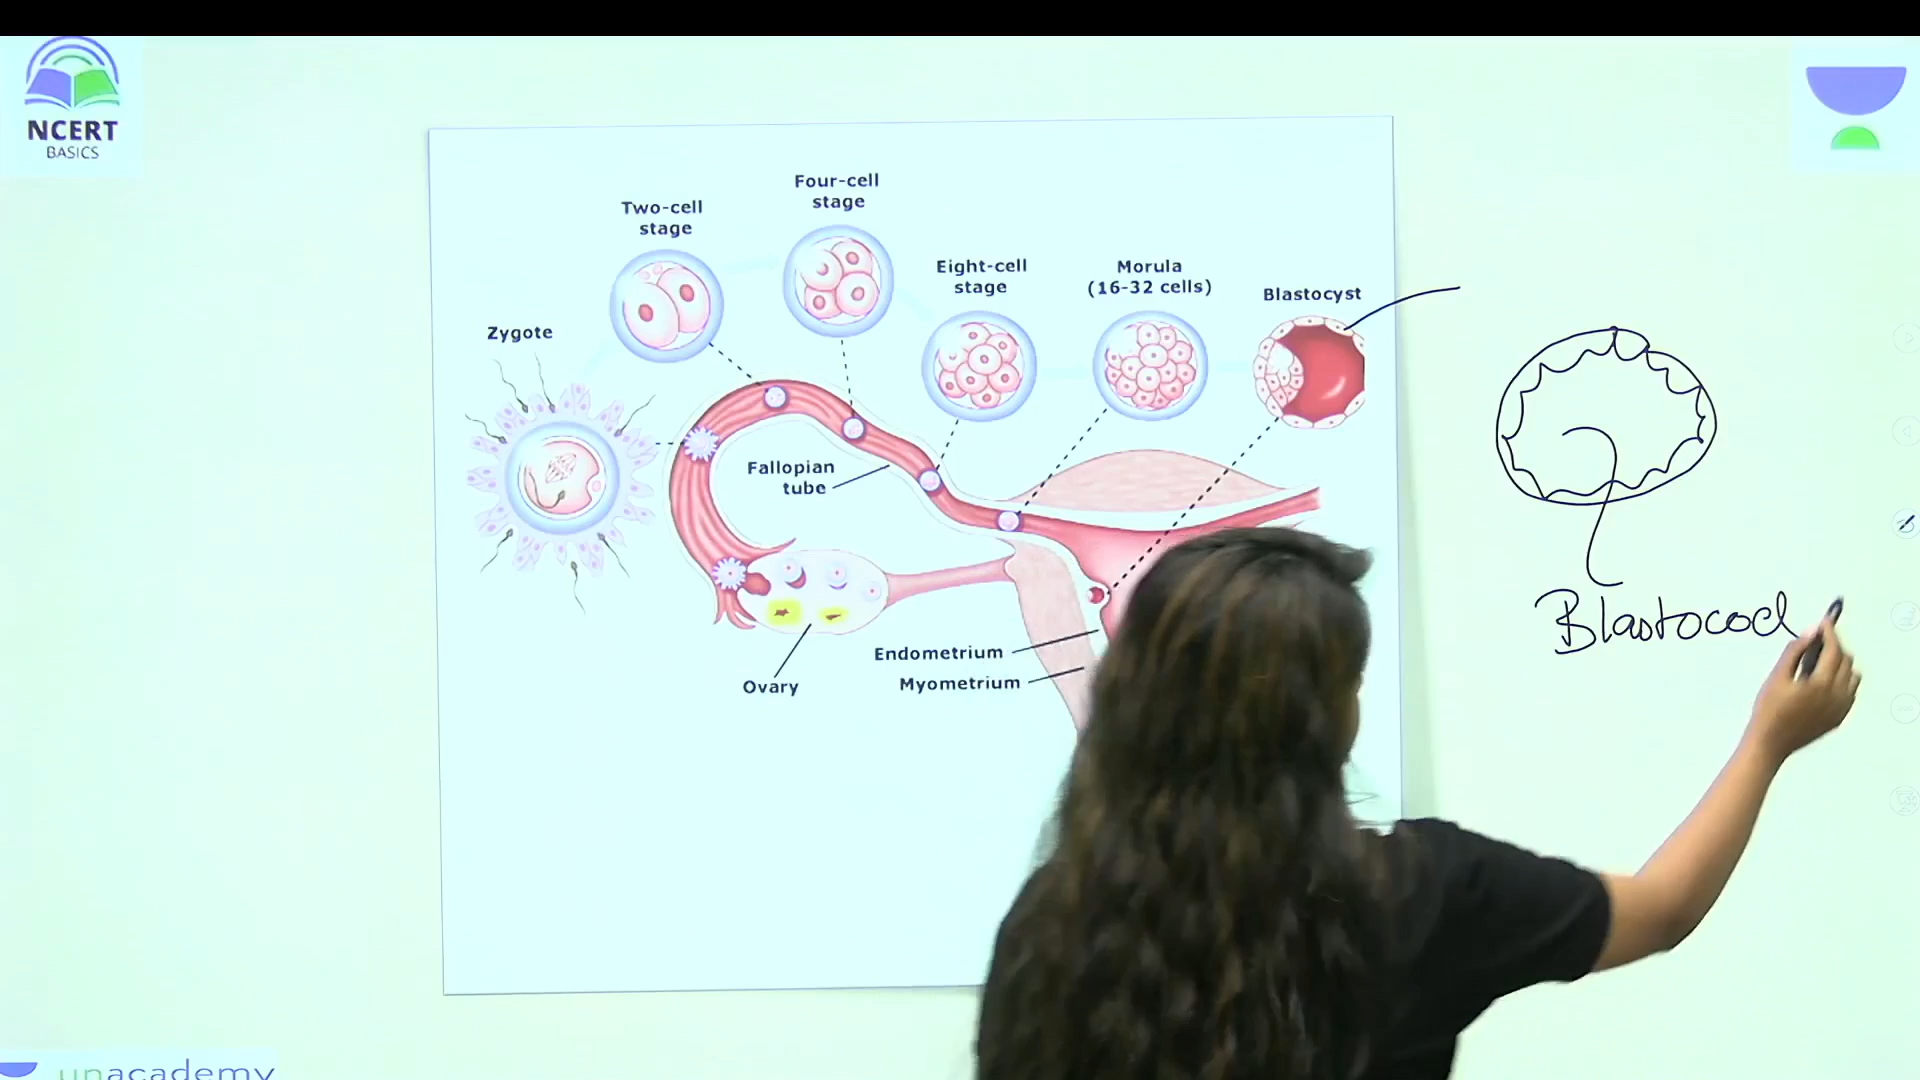 NCERT
BASICS
Four-cell
stage
Two-cell
stage
Eight-cell
stage
Morula
(16-32 cells)
Blastocyst
Zygote
Fallopian
tube
Blastocoel
Endometrium
Myometrium
Ovary
unacademy